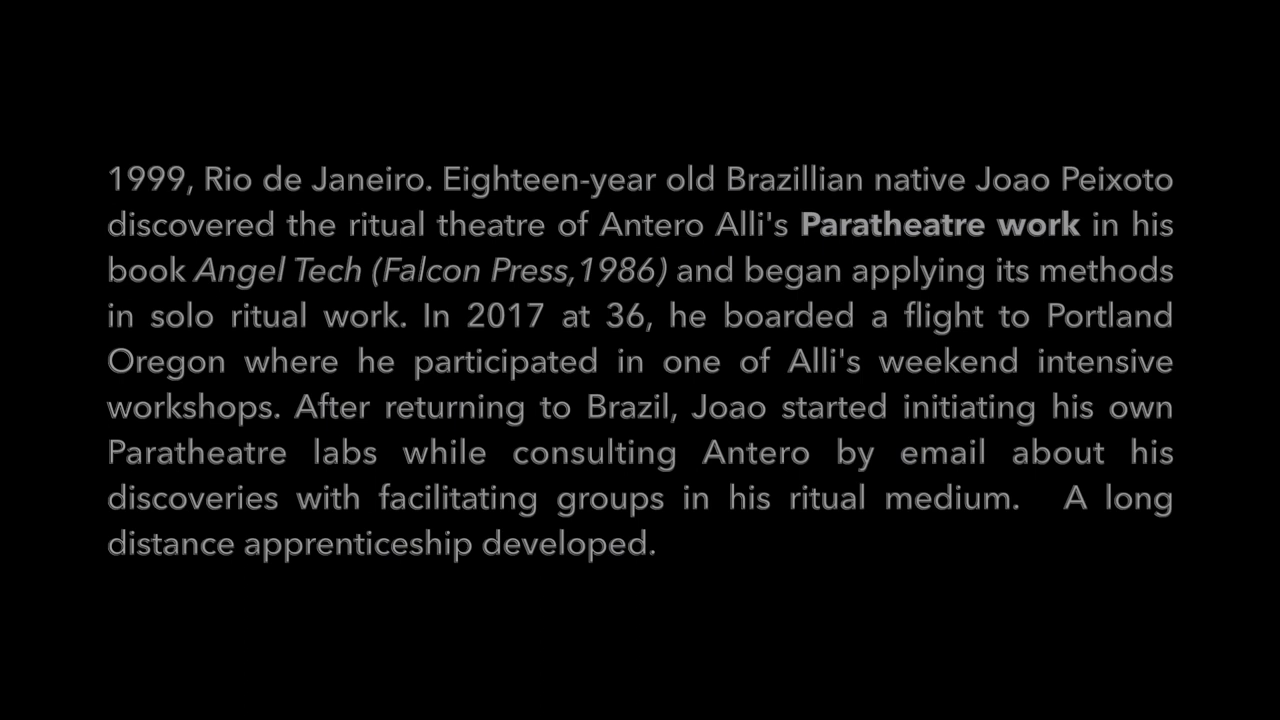 1999, Rio de Janeiro. Eighteen-year old Brazillian native Joao Peixoto
discovered the ritual theatre of Antero Alli's Paratheatre work in his
book Angel Tech (Falcon Press,1986) and began applying its methods
in solo ritual work. In 2017 at 36, he boarded a flight to Portland
Oregon where he participated in one of Alli's weekend intensive
workshops. After returning to Brazil, Joao started initiating his own
Paratheatre labs while consulting Antero by email about his
discoveries with facilitating groups in his ritual medium.  A long
distance apprenticeship developed.